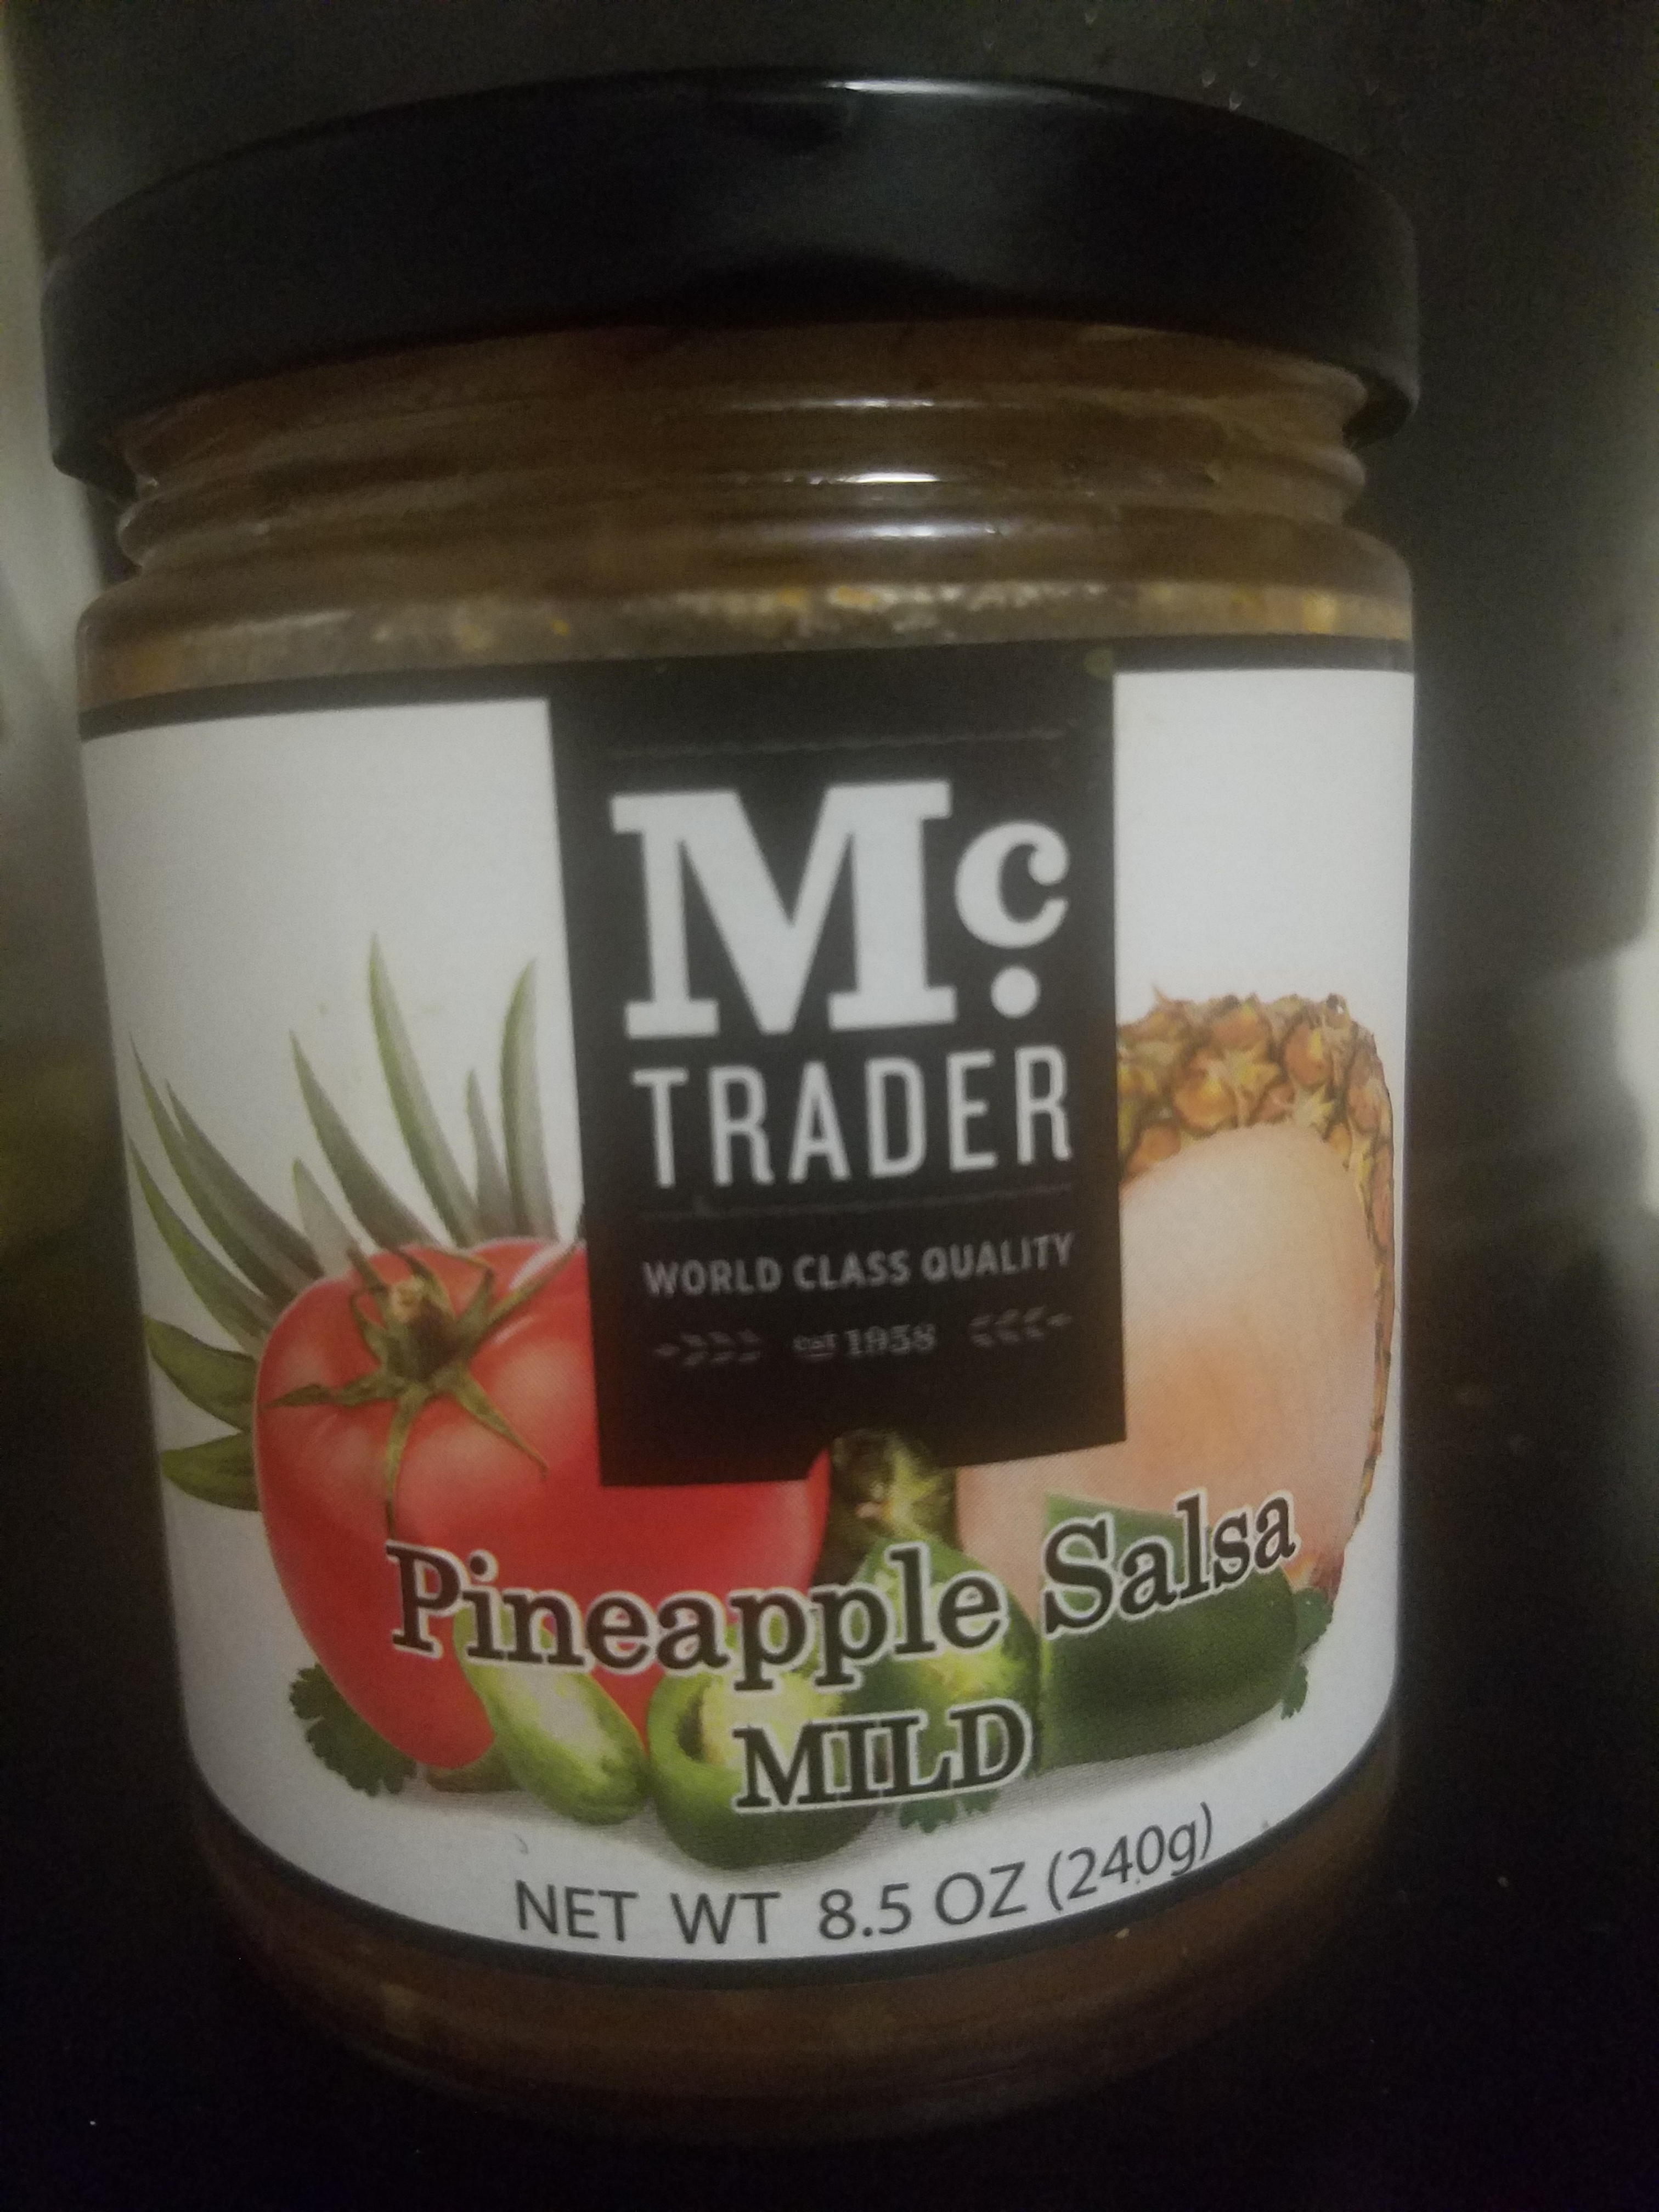 Mc
TRADER
WORLD CLASS QUALITY
est 1958
Pineapple Salsa
MILD
NET WT 8.5 OZ (240g)